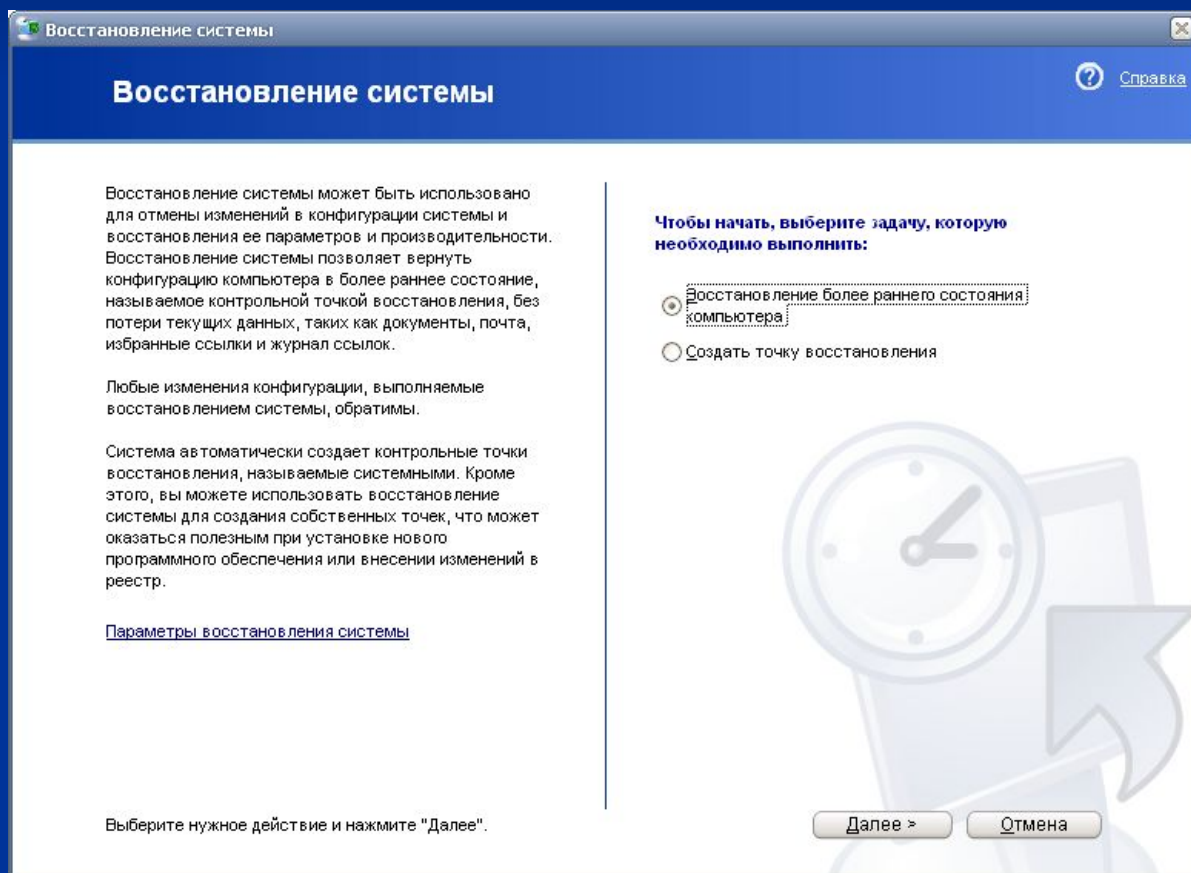 Восстановление системы
Восстановление системы
Справка
Восстановление системы может быть использовано
для отмены изменений в конфигурации системы и
восстановления ее параметров и производительности.
Восстановление системы позволяет вернуть
конфигурацию компьютера в более раннее состояние,
называемое контрольной точкой восстановления, без
потери текущих данных, таких как документы, почта,
избранные ссылки и журнал ссылок.
Любые изменения конфигурации, выполняемые
восстановлением системы, обратимы.
Система автоматически создает контрольные точки
восстановления, называемые системными. Кроме
этого, вы можете использовать восстановление
системы для создания собственных точек, что может
оказаться полезным при установке нового
программного обеспечения или внесении изменений в
реестр.
Параметры восстановления системы
Выберите нужное действие и нажмите "Далее".
Чтобы начать, выберите задачу, которую
необходимо выполнить:
Восстановление более раннего состояния
компьютера
Создать точку восстановления
Далее >
Отмена